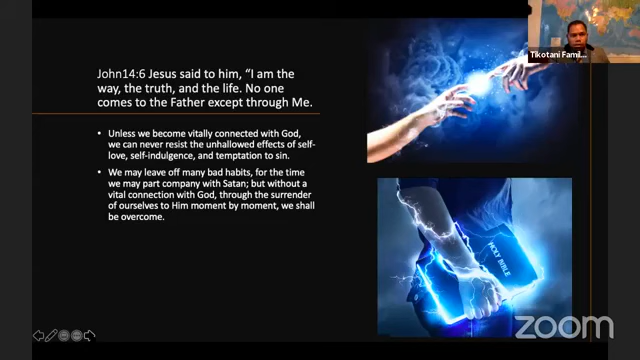 Tikotani Famil...
John14:6 Jesus said to him, “I am the
way, the truth, and the life. No one
comes to the Father except through Me.
• Unless we become vitally connected with God,
we can never resist the unhallowed effects of self-
love, self-indulgence, and temptation to sin.
• We may leave off many bad habits, for the time
we may part company with Satan; but without a
vital connection with God, through the surrender
of ourselves to Him moment by moment, we shall
be overcome.
HOLY BIBLE
zoom